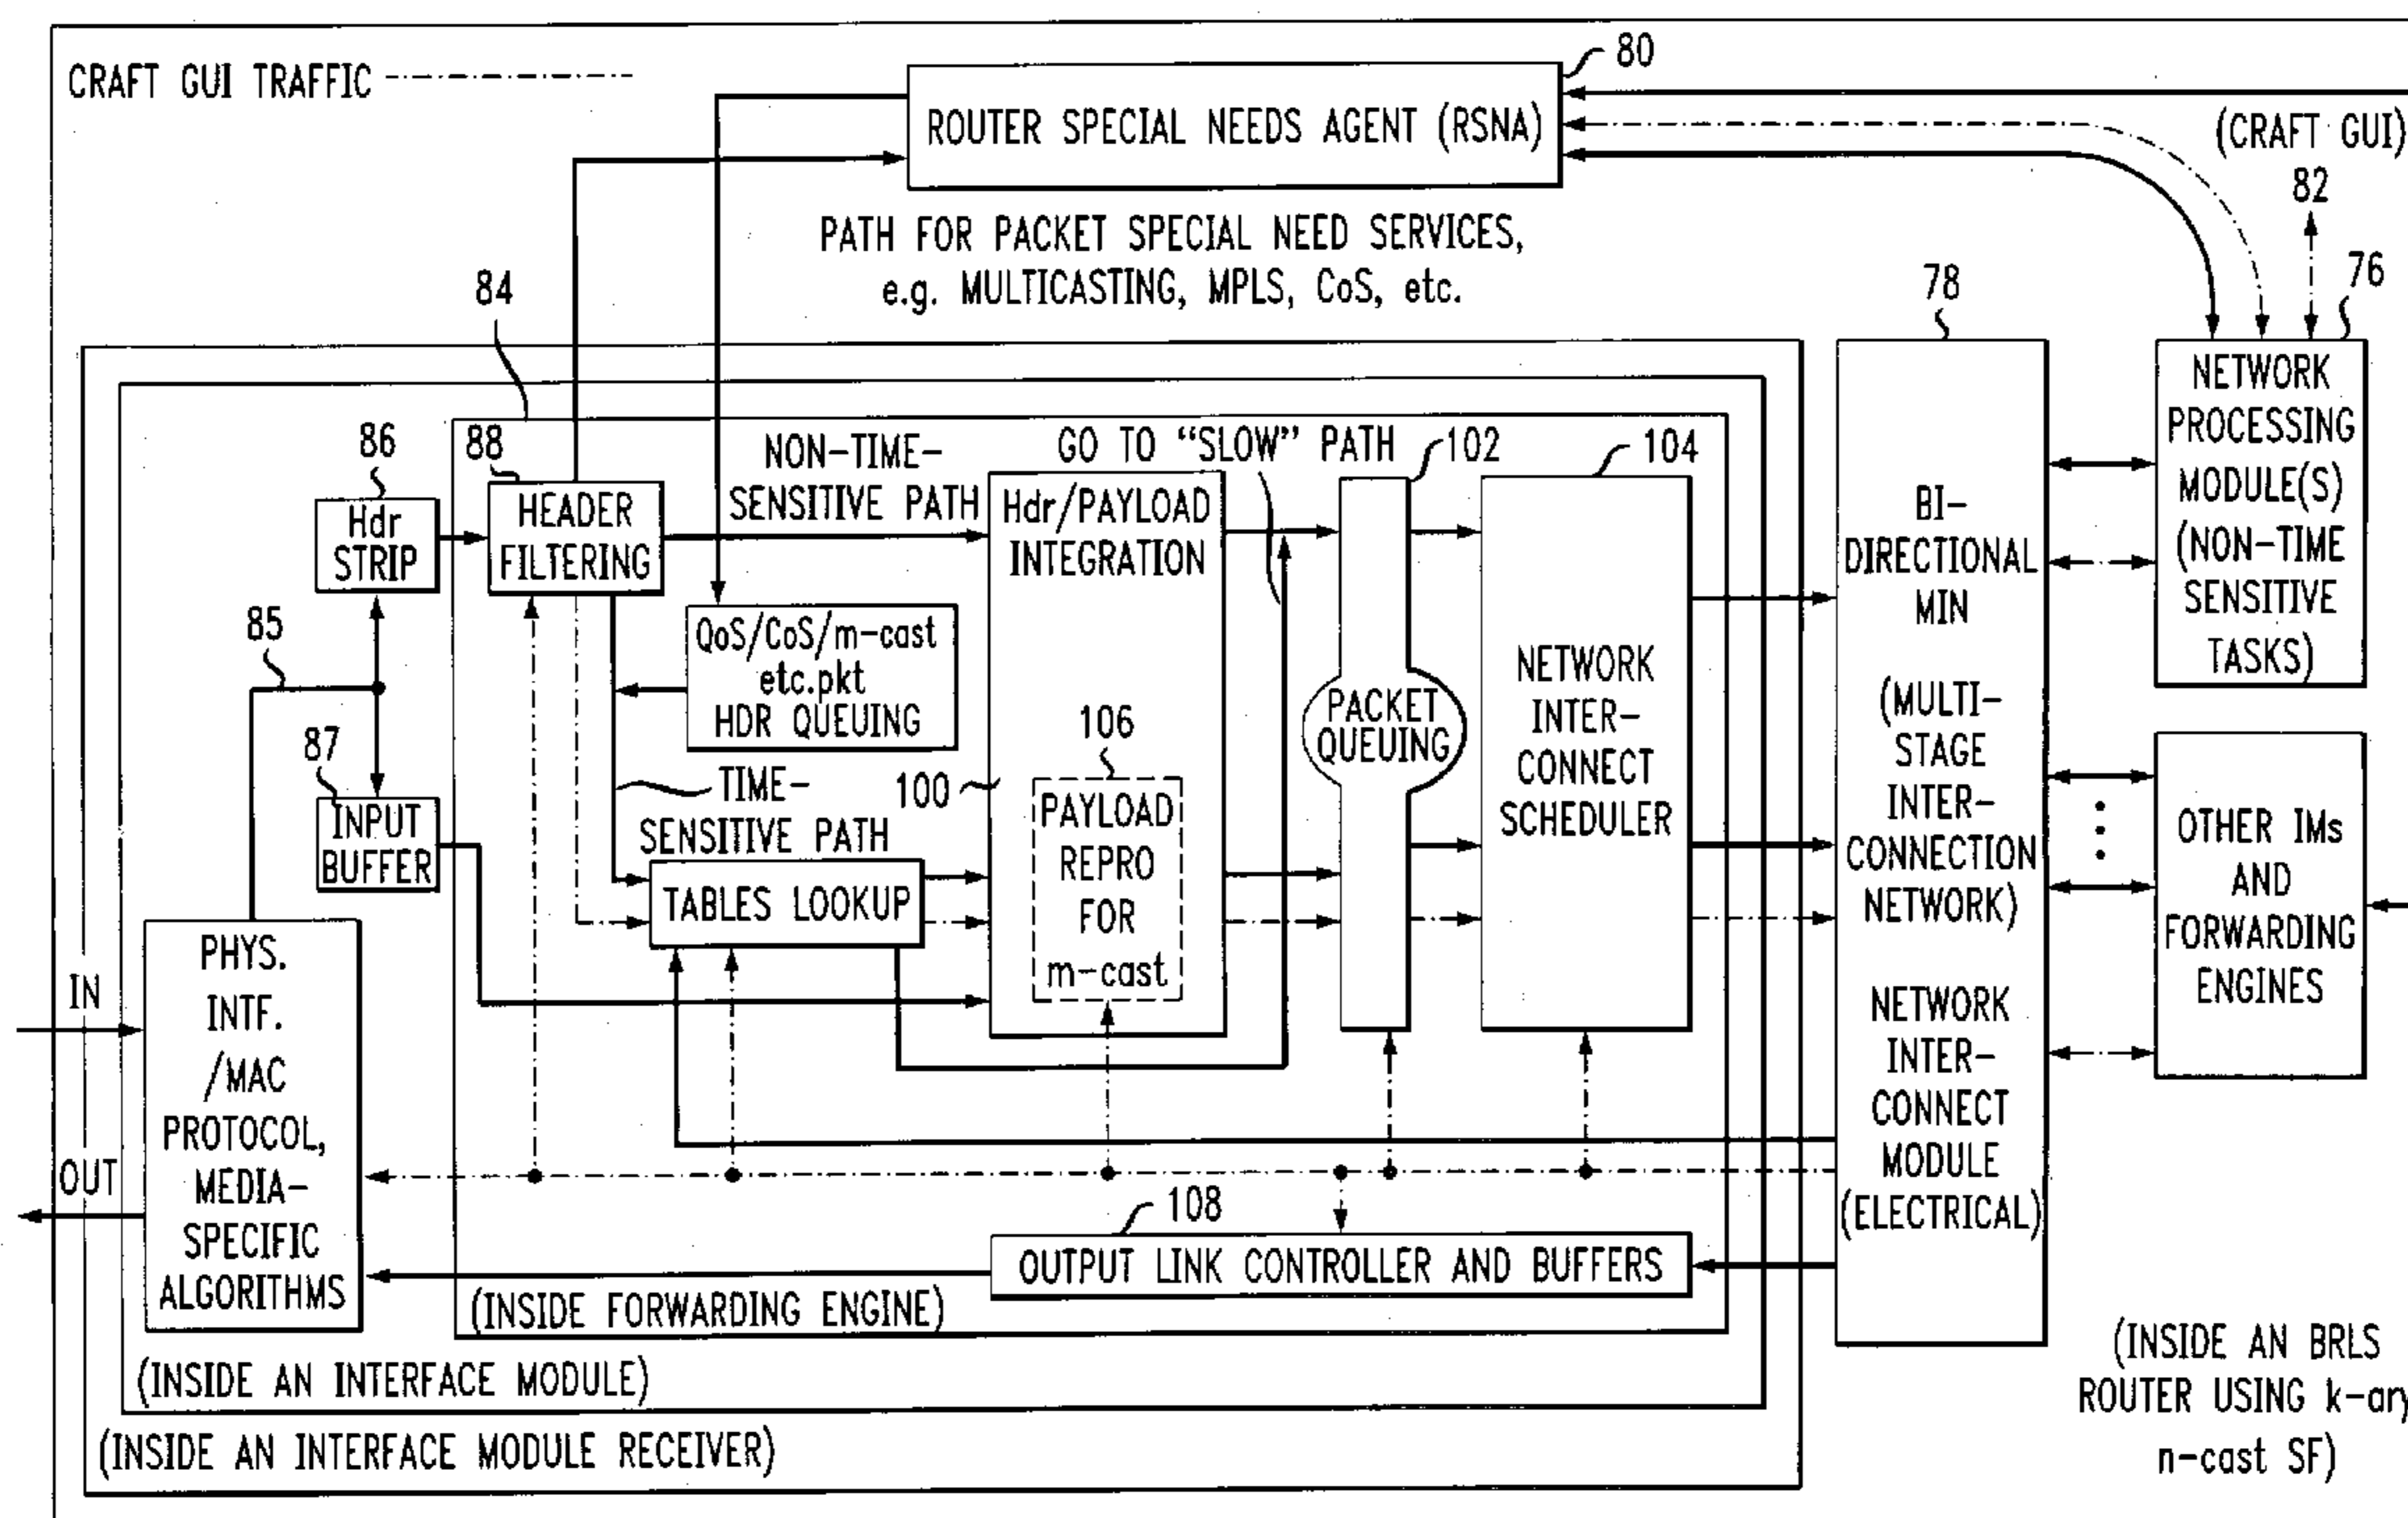 CRAFT GUI TRAFFIC
80
ROUTER SPECIAL NEEDS AGENT (RSNA)
(CRAFT GUI)
82
PATH FOR PACKET SPECIAL NEED SERVICES,
e.g. MULTICASTING, MPLS, CoS, etc.
84
78
76
86
88
NON-TIME-
SENSITIVE PATH
GO TO “SLOW” PATH
102
104
Hdr
STRIP
HEADER
FILTERING
85
87
INPUT
BUFFER
QoS/CoS/m-cast
etc.pkt
HDR QUEUING
TIME-
SENSITIVE PATH
TABLES LOOKUP
100
Hdr/PAYLOAD
INTEGRATION
106
PAYLOAD
REPRO
FOR
m-cast
PACKET
QUEUING
NETWORK
INTER-
CONNECT
SCHEDULER
BI-
DIRECTIONAL
MIN
(MULTI-
STAGE
INTER-
CONNECTION
NETWORK)
NETWORK
INTER-
CONNECT
MODULE
(ELECTRICAL)
NETWORK
PROCESSING
MODULE(S)
(NON-TIME
SENSITIVE
TASKS)
OTHER IMs
AND
FORWARDING
ENGINES
IN
OUT
PHYS.
INTF.
/MAC
PROTOCOL,
MEDIA-
SPECIFIC
ALGORITHMS
108
OUTPUT LINK CONTROLLER AND BUFFERS
(INSIDE FORWARDING ENGINE)
(INSIDE AN INTERFACE MODULE)
(INSIDE AN INTERFACE MODULE RECEIVER)
(INSIDE AN BRLS
ROUTER USING k-ary
n-cast SF)